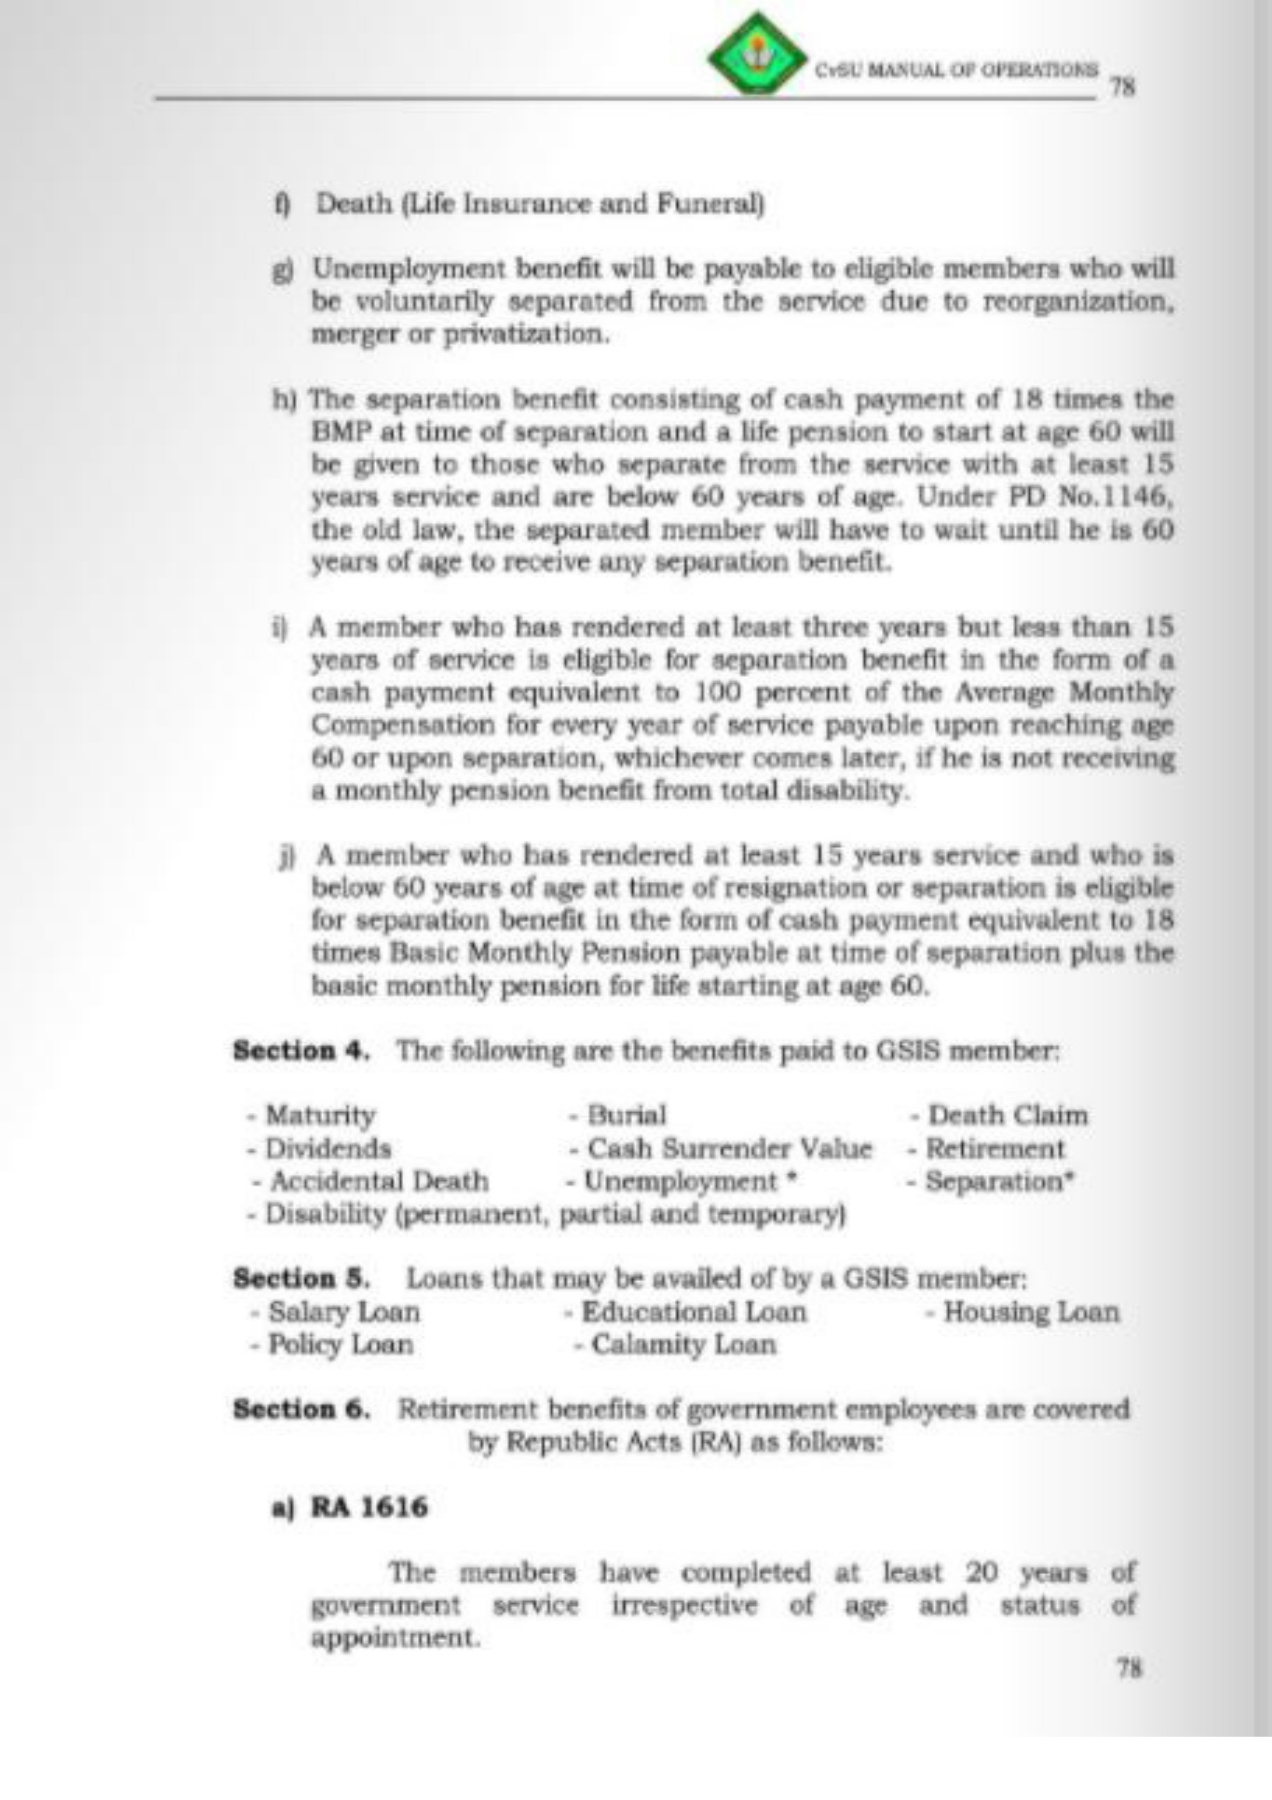 CvSU MANUAL OF OPERATIONS
78
f) Death (Life Insurance and Funeral)
g) Unemployment benefit will be payable to eligible members who will
be voluntarily separated from the service due to reorganization,
merger or privatization.
h) The separation benefit consisting of cash payment of 18 times the
BMP at time of separation and a life pension to start at age 60 will
be given to those who separate from the service with at least 15
years service and are below 60 years of age. Under PD No.1146,
the old law, the separated member will have to wait until he is 60
years of age to receive any separation benefit.
i) A member who has rendered at least three years but less than 15
years of service is eligible for separation benefit in the form of a
cash payment equivalent to 100 percent of the Average Monthly
Compensation for every year of service payable upon reaching age
60 or upon separation, whichever comes later, if he is not receiving
a monthly pension benefit from total disability.
j) A member who has rendered at least 15 years service and who is
below 60 years of age at time of resignation or separation is eligible
for separation benefit in the form of cash payment equivalent to 18
times Basic Monthly Pension payable at time of separation plus the
basic monthly pension for life starting at age 60.
Section 4. The following are the benefits paid to GSIS member:
- Maturity - Burial - Death Claim
- Dividends - Cash Surrender Value - Retirement
- Accidental Death - Unemployment * - Separation*
- Disability (permanent, partial and temporary)
Section 5. Loans that may be availed of by a GSIS member:
- Salary Loan - Educational Loan - Housing Loan
- Policy Loan - Calamity Loan
Section 6. Retirement benefits of government employees are covered
by Republic Acts (RA) as follows:
a) RA 1616
The members have completed at least 20 years of
government service irrespective of age and status of
appointment.
78